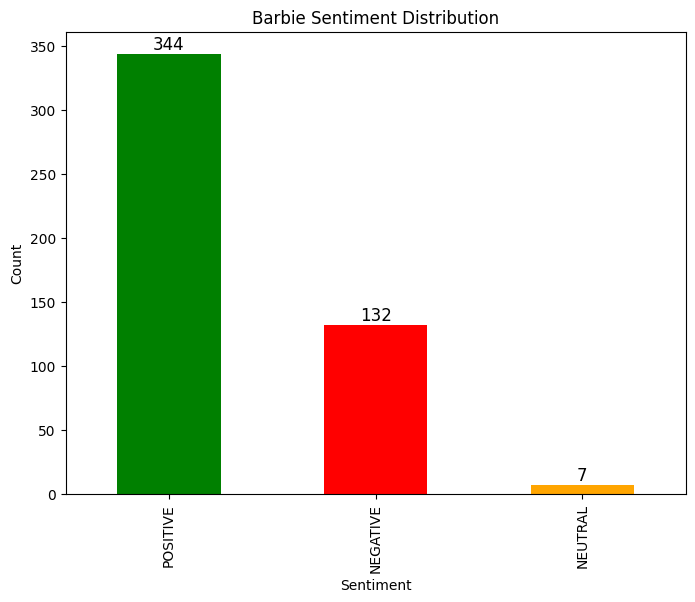 Barbie Sentiment Distribution
350
300
250
200
150
100
50
0
Count
344
132
7
POSITIVE
NEGATIVE
NEUTRAL
Sentiment